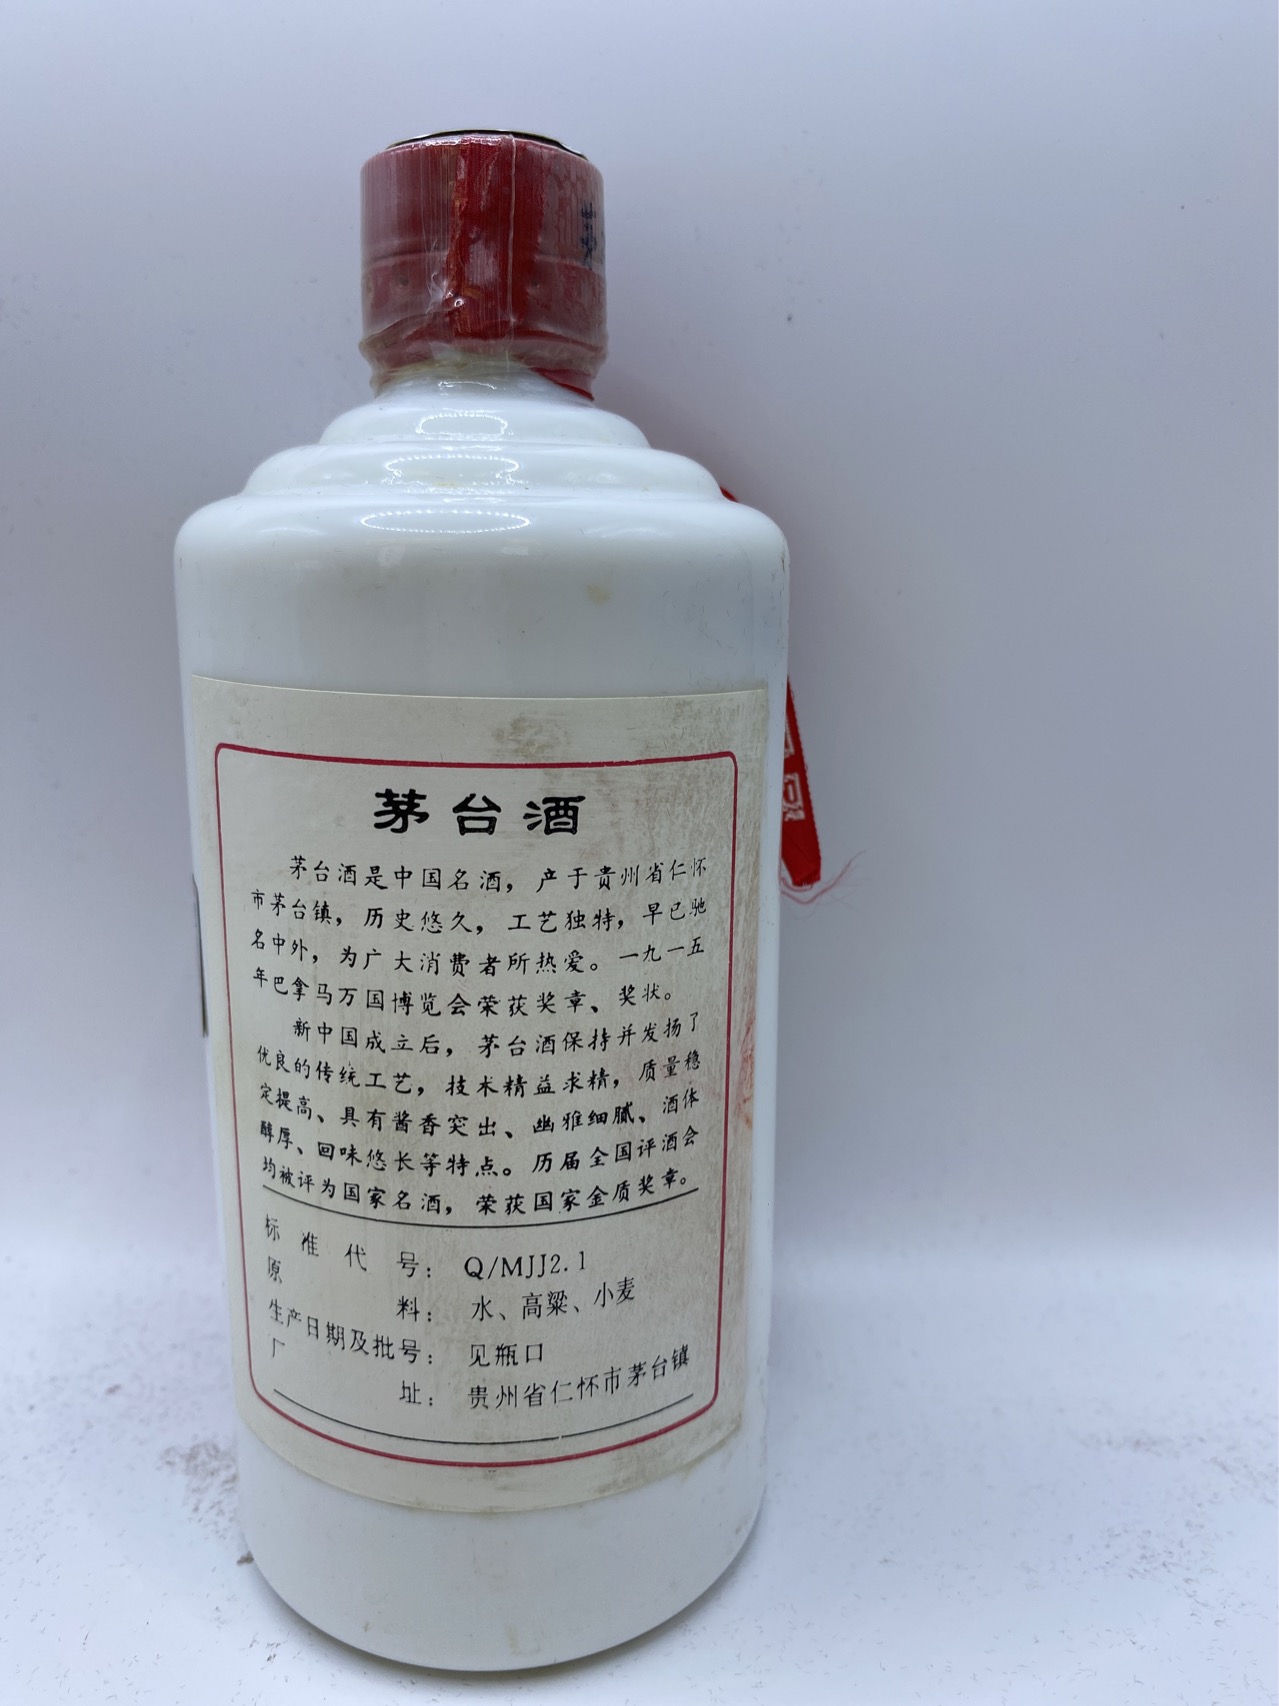 茅台酒
茅台酒是中国名酒，产于贵州省仁怀
市茅台镇，历史悠久，工艺独特，早已驰
名中外，为广大消费者所热爱。一九一五
年巴拿马万国博览会荣获奖章、奖状。
新中国成立后，茅台酒保持并发扬了
优良的传统工艺，技术精益求精，质量稳
定提高、具有酱香突出、幽雅细腻、酒体
醇厚、回味悠长等特点。历届全国评酒会
均被评为国家名酒，荣获国家金质奖章。
标准代号：Q/MJJ2.1
原料：水、高粱、小麦
生产日期及批号：见瓶口
厂址：贵州省仁怀市茅台镇